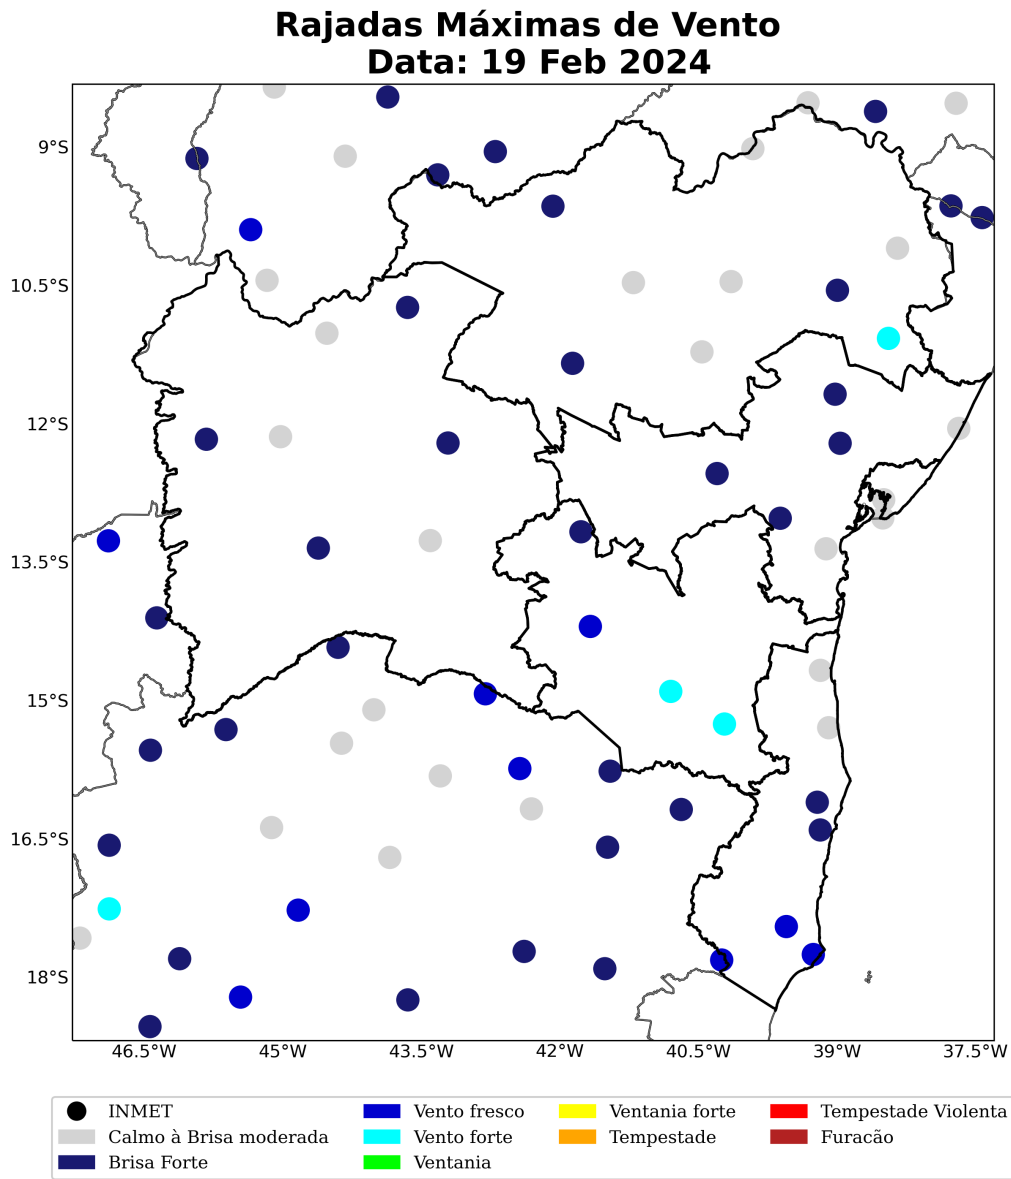 Rajadas Máximas de Vento
Data: 19 Feb 2024
9°S
10.5°S
12°S
13.5°S
15°S
16.5°S
18°S
46.5°W 45°W 43.5°W 42°W 40.5°W 39°W 37.5°W
INMET
Calmo à Brisa moderada
Brisa Forte
Vento fresco
Vento forte
Ventania
Ventania forte
Tempestade
Tempestade Violenta
Furacão